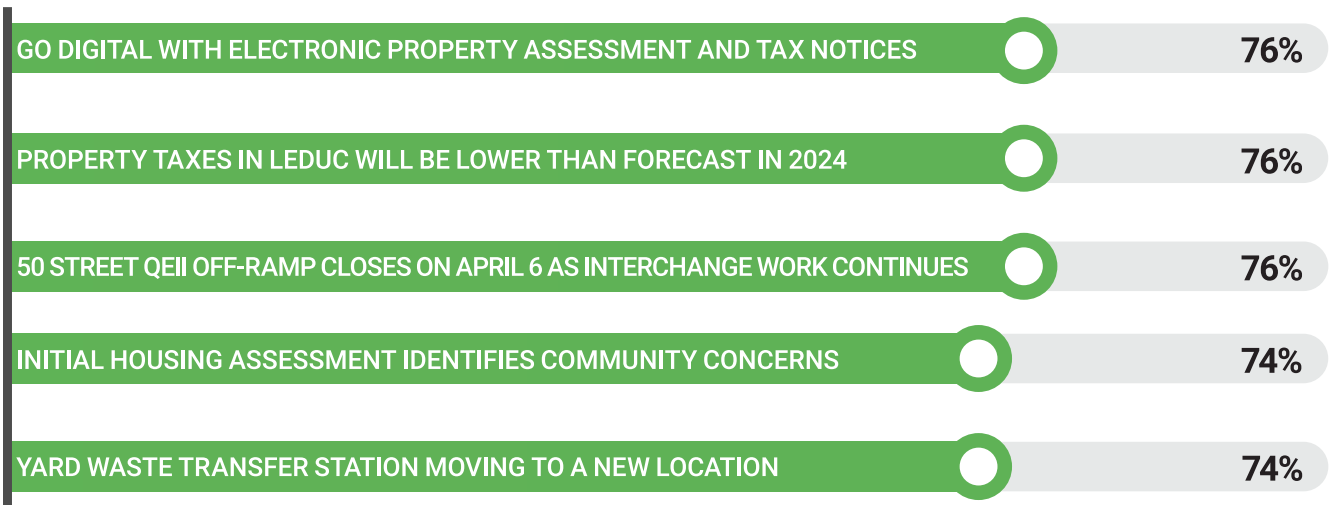 GO DIGITAL WITH ELECTRONIC PROPERTY ASSESSMENT AND TAX NOTICES 76%
PROPERTY TAXES IN LEDUC WILL BE LOWER THAN FORECAST IN 2024 76%
50 STREET QEII OFF-RAMP CLOSES ON APRIL 6 AS INTERCHANGE WORK CONTINUES 76%
INITIAL HOUSING ASSESSMENT IDENTIFIES COMMUNITY CONCERNS 74%
YARD WASTE TRANSFER STATION MOVING TO A NEW LOCATION 74%